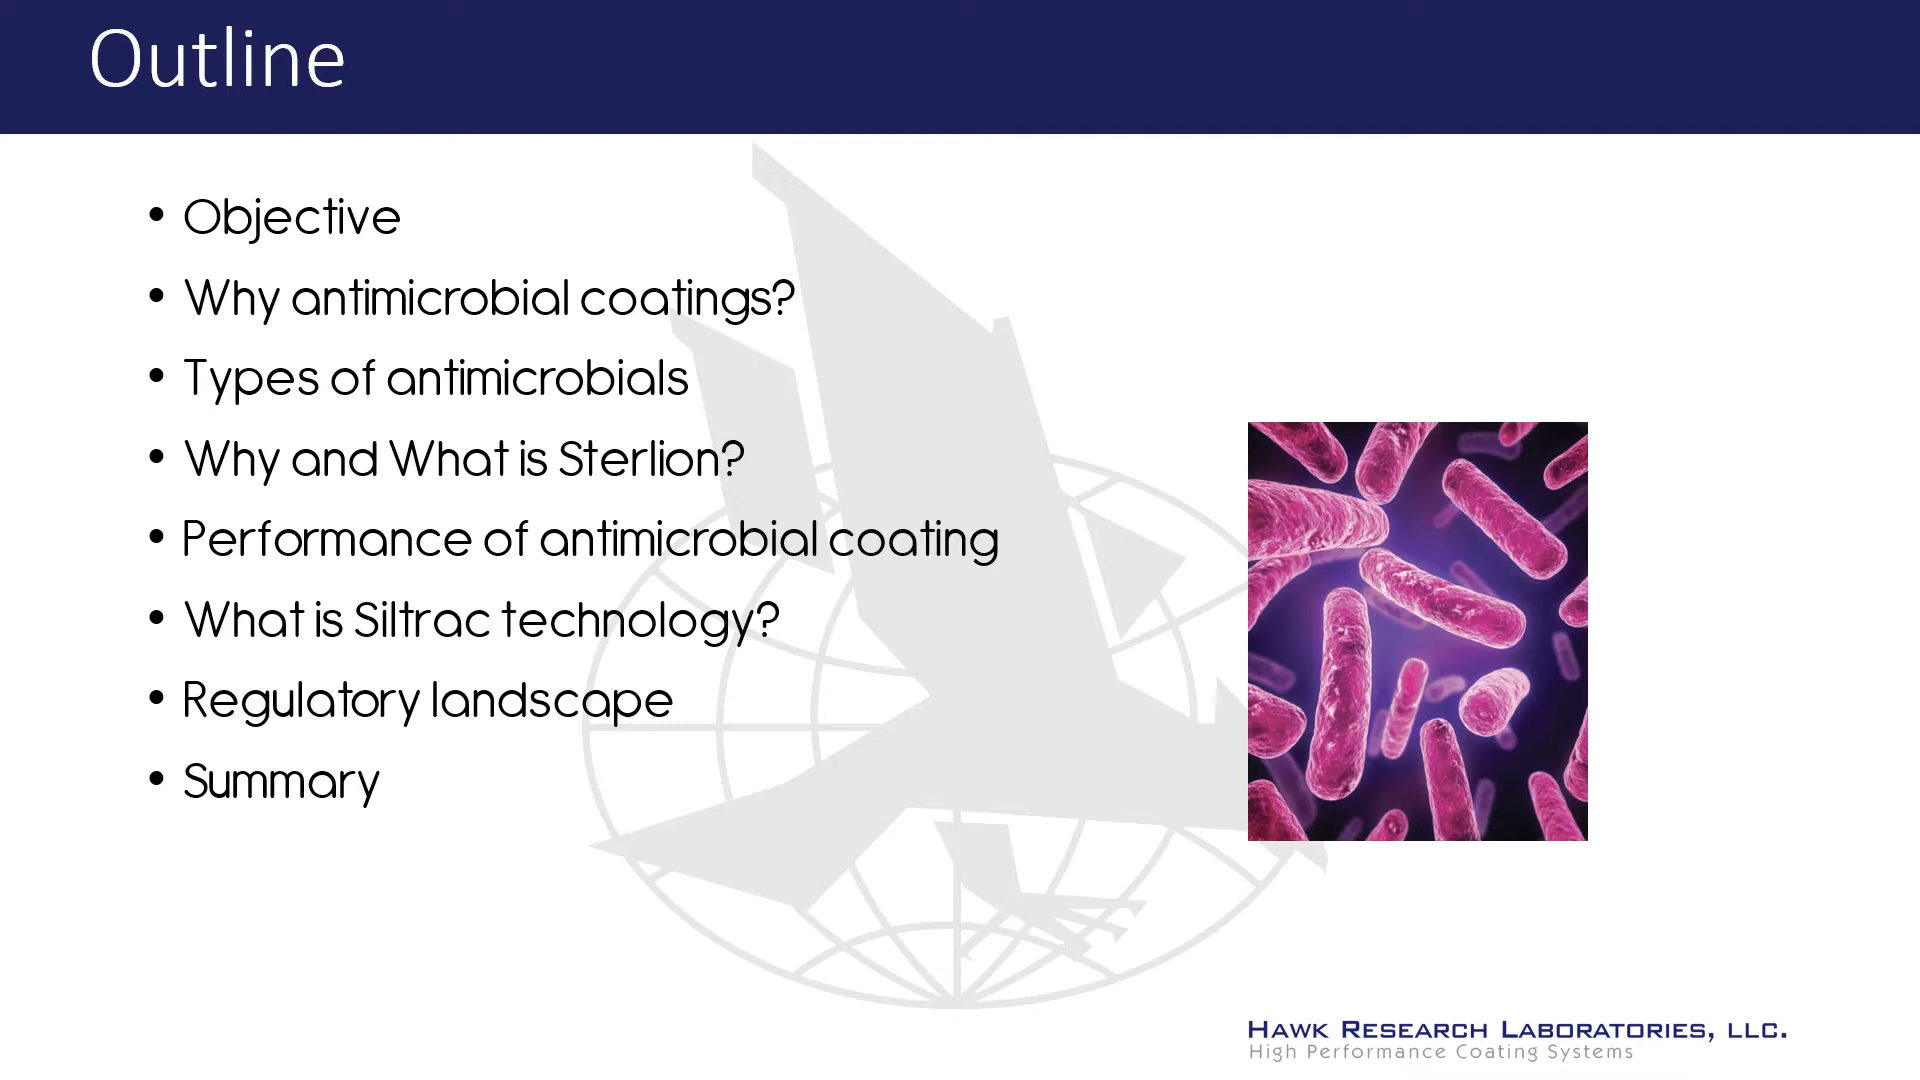 Outline
• Objective
• Why antimicrobial coatings?
• Types of antimicrobials
• Why and What is Sterlion?
• Performance of antimicrobial coating
• What is Siltrac technology?
• Regulatory landscape
• Summary
HAWK RESEARCH LABORATORIES, LLC.
High Performance Coating Systems